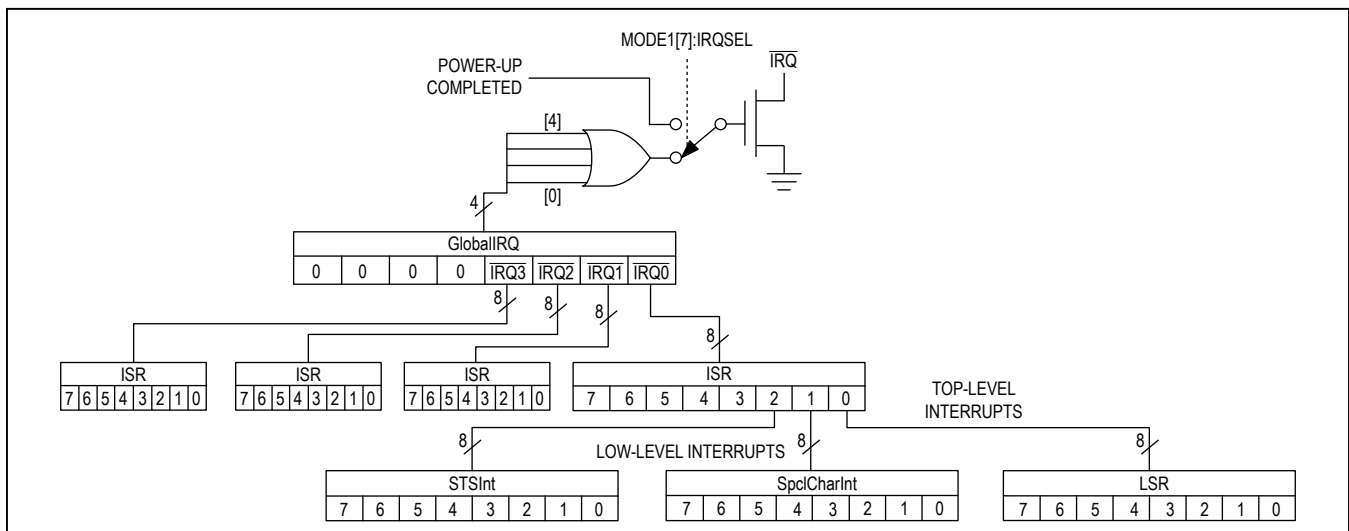 MODE1[7]:IRQSEL
IRQ
POWER-UP
COMPLETED
[4]
[0]
4
GlobalIRQ
0 0 0 0 IRQ3 IRQ2 IRQ1 IRQ0
8 8 8 8
ISR ISR ISR ISR
7 6 5 4 3 2 1 0 7 6 5 4 3 2 1 0 7 6 5 4 3 2 1 0 7 6 5 4 3 2 1 0
TOP-LEVEL
INTERRUPTS
8 LOW-LEVEL INTERRUPTS 8 8
STSInt SpclCharInt LSR
7 6 5 4 3 2 1 0 7 6 5 4 3 2 1 0 7 6 5 4 3 2 1 0